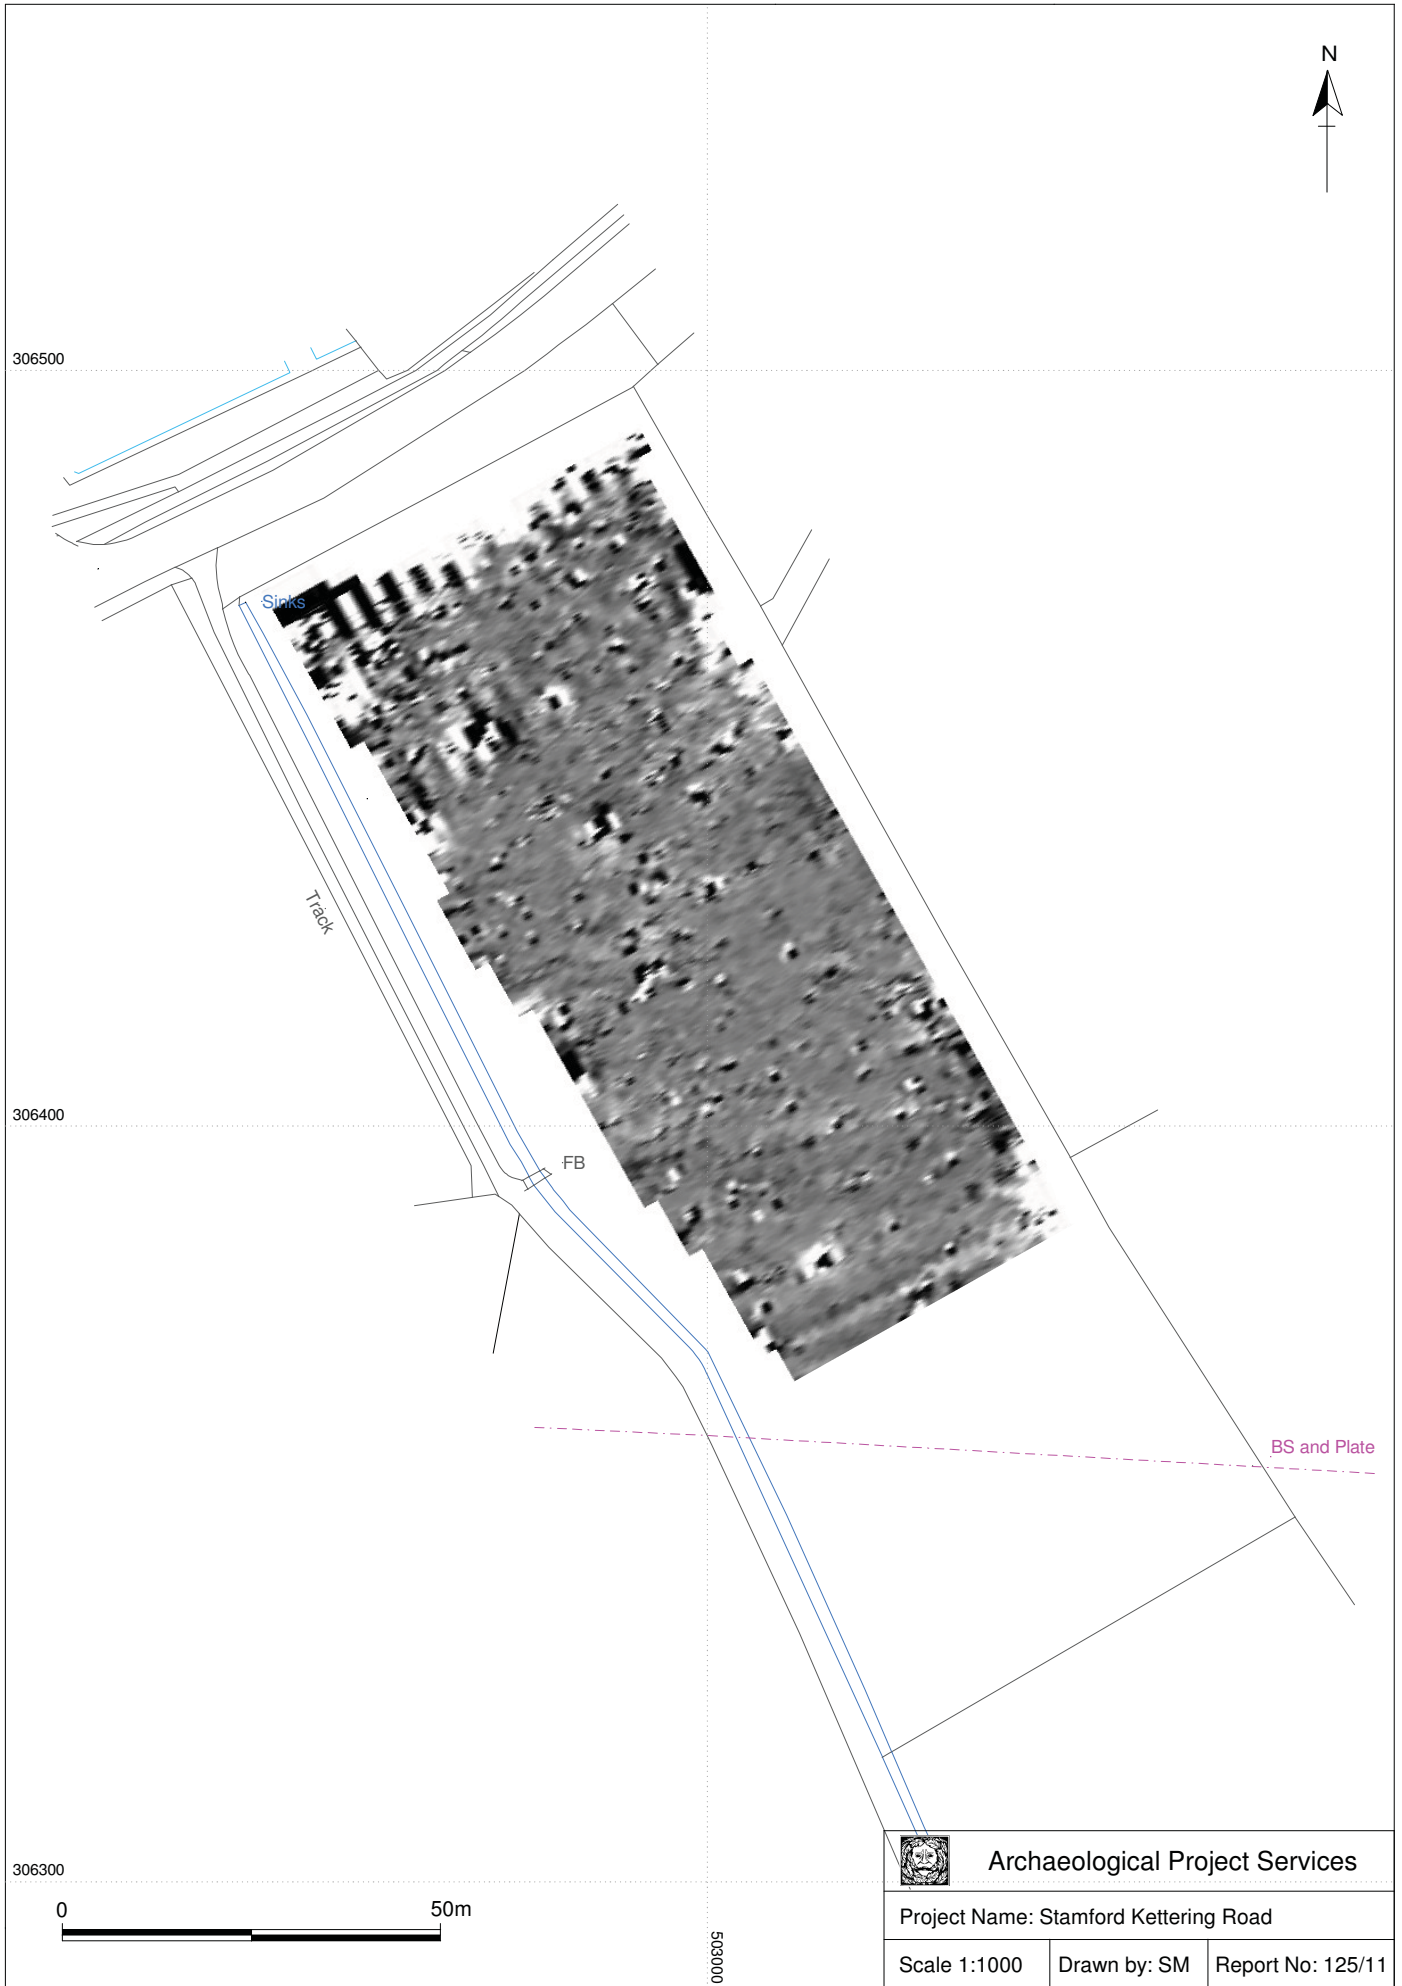 N
306500
Sinks
Track
306400
FB
BS and Plate
306300
0 50m
503000
Archaeological Project Services
Project Name: Stamford Kettering Road
Scale 1:1000 Drawn by: SM Report No: 125/11